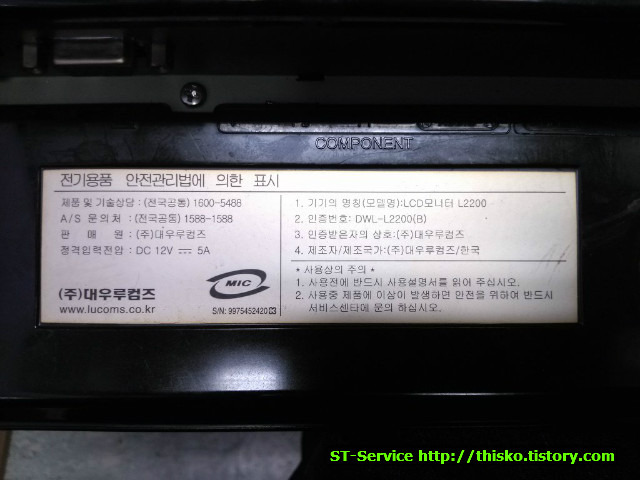 COMPONENT
전기용품 안전관리법에 의한 표시
제품 및 기술상담 : (전국공통) 1600-5488
A/S 문의처 : (전국공통) 1588-1588
판매원 : (주)대우루컴즈
정격입력전압 : DC 12V ⎓ 5A
(주)대우루컴즈
www.lucoms.co.kr
MIC
S/N: 9975452420
1. 기기의 명칭(모델명):LCD모니터 L2200
2. 인증번호: DWL-L2200(B)
3. 인증받은자의 상호:(주)대우루컴즈
4. 제조자/제조국가:(주)대우루컴즈/한국
* 사용상의 주의 *
1. 사용전에 반드시 사용설명서를 읽어 주십시오.
2. 사용중 제품에 이상이 발생하면 안전을 위하여 반드시
서비스센타에 문의 하십시오.
ST-Service http://thisko.tistory.com